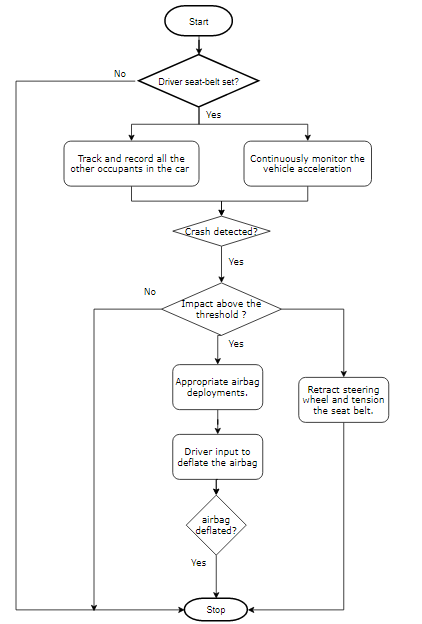 Start
No
Driver seat-belt set?
Yes
Track and record all the
other occupants in the car
Continuously monitor the
vehicle acceleration
Crash detected?
Yes
No
Impact above the
threshold ?
Yes
Appropriate airbag
deployments.
Retract steering
wheel and tension
the seat belt.
Driver input to
deflate the airbag
airbag
deflated?
Yes
Stop